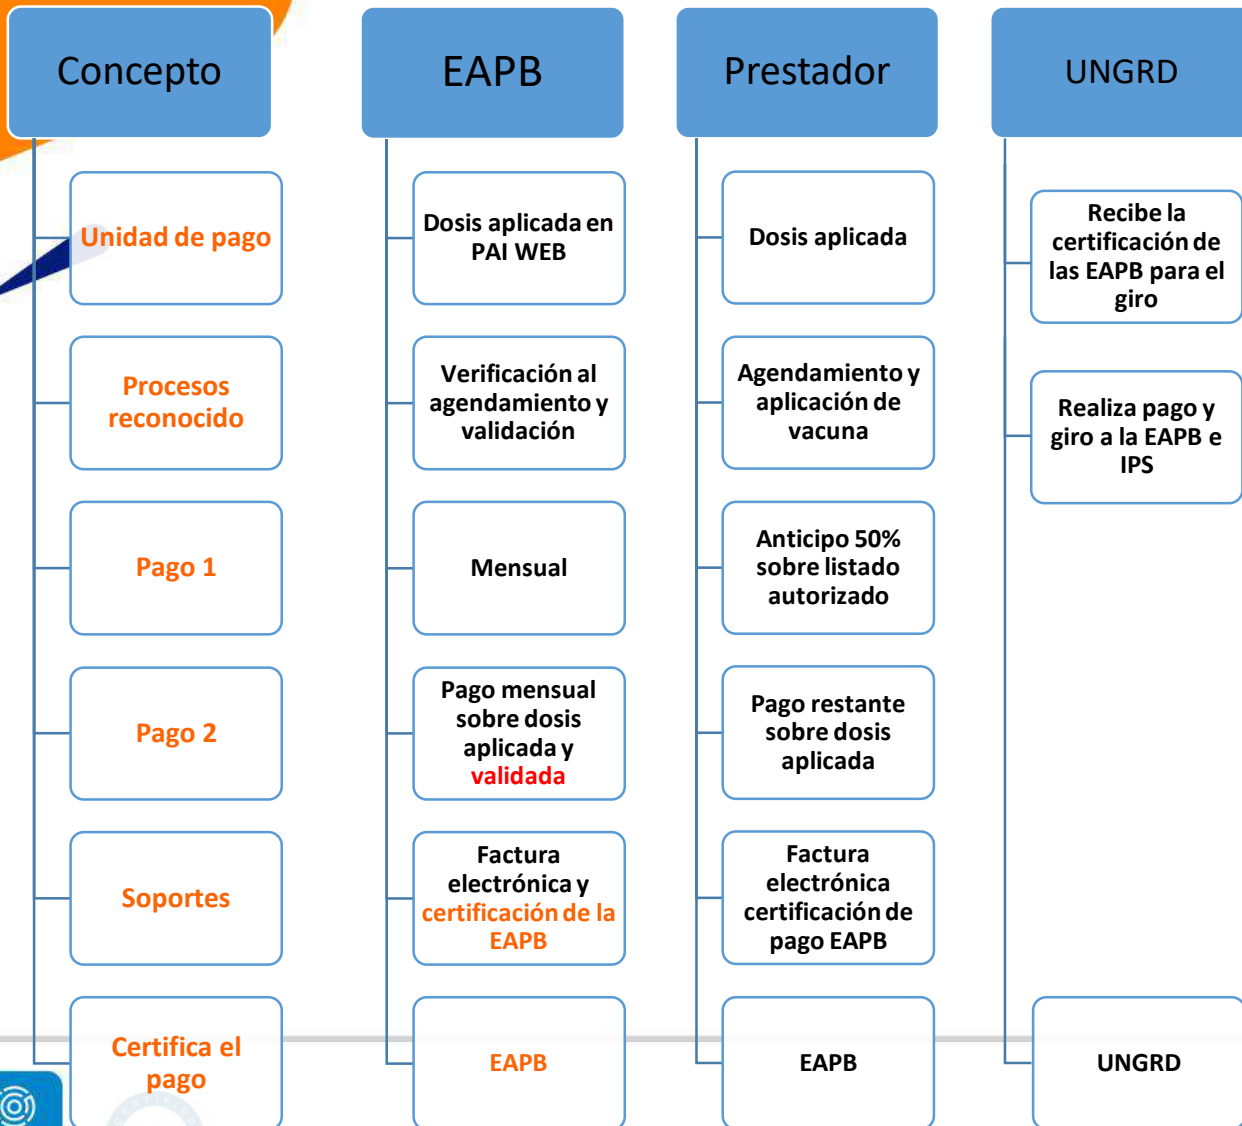 Concepto
EAPB
Prestador
UNGRD
Unidad de pago
Dosis aplicada en
PAI WEB
Dosis aplicada
Recibe la
certificación de
las EAPB para el
giro
Procesos
reconocido
Verificación al
agendamiento y
validación
Agendamiento y
aplicación de
vacuna
Realiza pago y
giro a la EAPB e
IPS
Pago 1
Mensual
Anticipo 50%
sobre listado
autorizado
Pago 2
Pago mensual
sobre dosis
aplicada y
validada
Pago restante
sobre dosis
aplicada
Soportes
Factura
electrónica y
certificación de la
EAPB
Factura
electrónica
certificación de
pago EAPB
Certifica el
pago
EAPB
EAPB
UNGRD